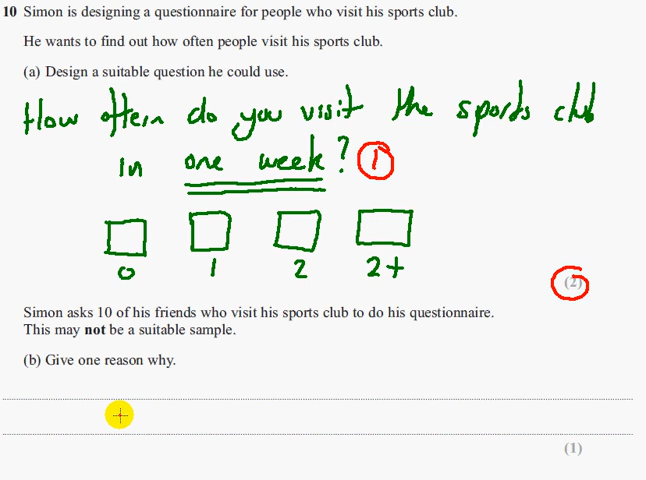 10 Simon is designing a questionnaire for people who visit his sports club.
He wants to find out how often people visit his sports club.
(a) Design a suitable question he could use.
How often do you visit the sports club
in one week? 1
0 1 2 2+
(2)
Simon asks 10 of his friends who visit his sports club to do his questionnaire.
This may not be a suitable sample.
(b) Give one reason why.
(1)